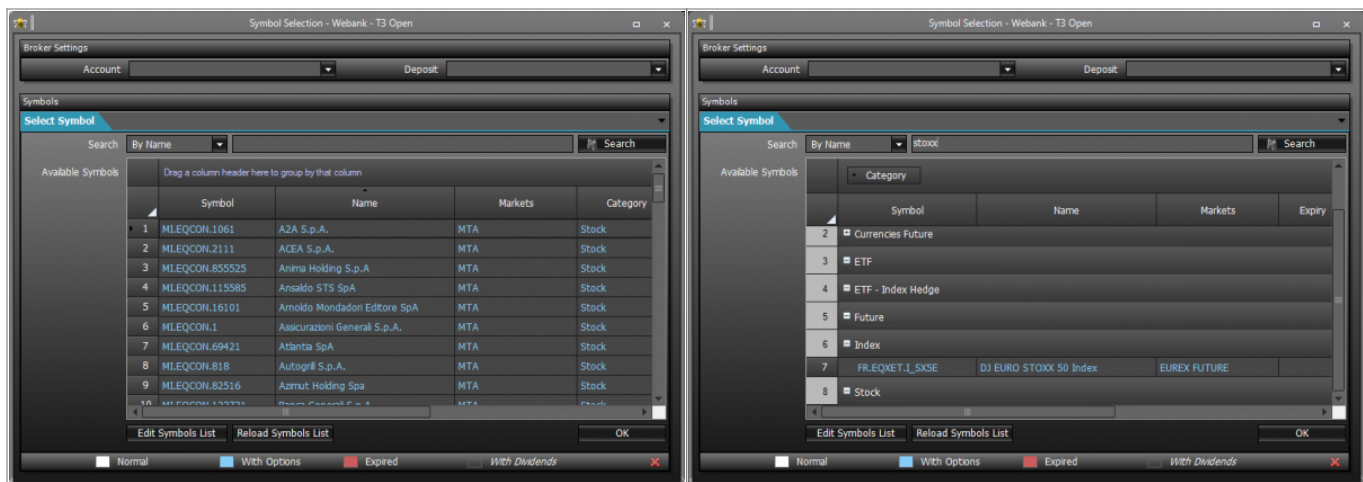 Symbol Selection - Webank - T3 Open
Broker Settings
Account Deposit
Symbols
Select Symbol
Search By Name Search
Available Symbols Drag a column header here to group by that column
Symbol Name Markets Category
1 MI.EQCON.1061 A2A S.p.A. MTA Stock
2 MI.EQCON.2111 ACEA S.p.A. MTA Stock
3 MI.EQCON.855525 Anima Holding S.p.A MTA Stock
4 MI.EQCON.115585 Ansaldo STS SpA MTA Stock
5 MI.EQCON.16101 Arnoldo Mondadori Editore SpA MTA Stock
6 MI.EQCON.1 Assicurazioni Generali S.p.A. MTA Stock
7 MI.EQCON.69421 Atlantia SpA MTA Stock
8 MI.EQCON.818 Autogrill S.p.A. MTA Stock
9 MI.EQCON.82516 Azimut Holding Spa MTA Stock
Edit Symbols List Reload Symbols List OK
Normal With Options Expired With Dividends
Symbol Selection - Webank - T3 Open
Broker Settings
Account Deposit
Symbols
Select Symbol
Search By Name stoxx Search
Available Symbols Category
Symbol Name Markets Expiry
2 Currencies Future
3 ETF
4 ETF - Index Hedge
5 Future
6 Index
7 FR.EQXET.I_SX5E DJ EURO STOXX 50 Index EUREX FUTURE
8 Stock
Edit Symbols List Reload Symbols List OK
Normal With Options Expired With Dividends